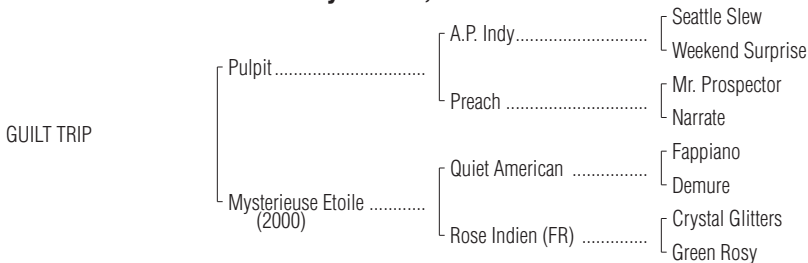 Seattle Slew
A.P. Indy..............................
Weekend Surprise
Pulpit..............................
Mr. Prospector
Preach ..............................
Narrate
GUILT TRIP
Fappiano
Quiet American ................
Demure
Mysterieuse Etoile ............
(2000)
Crystal Glitters
Rose Indien (FR) ..............
Green Rosy